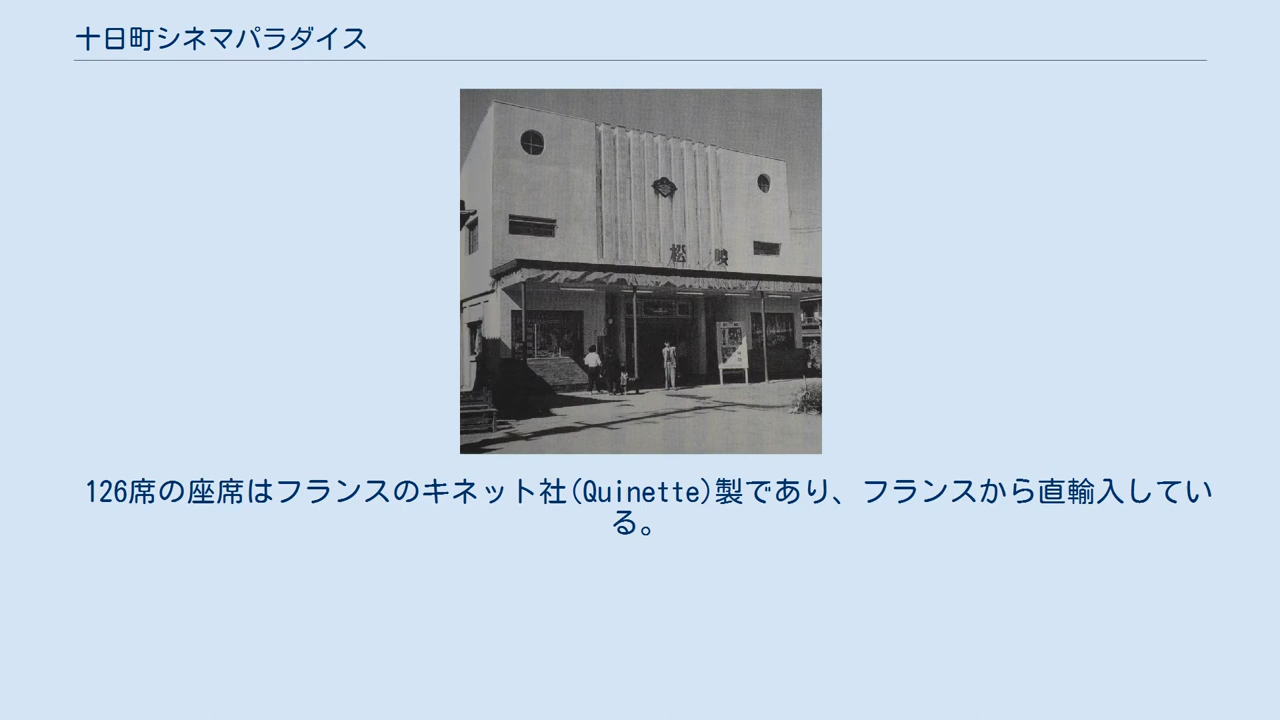 十日町シネマパラダイス
松 映
126席の座席はフランスのキネット社(Quinette)製であり、フランスから直輸入してい
る。